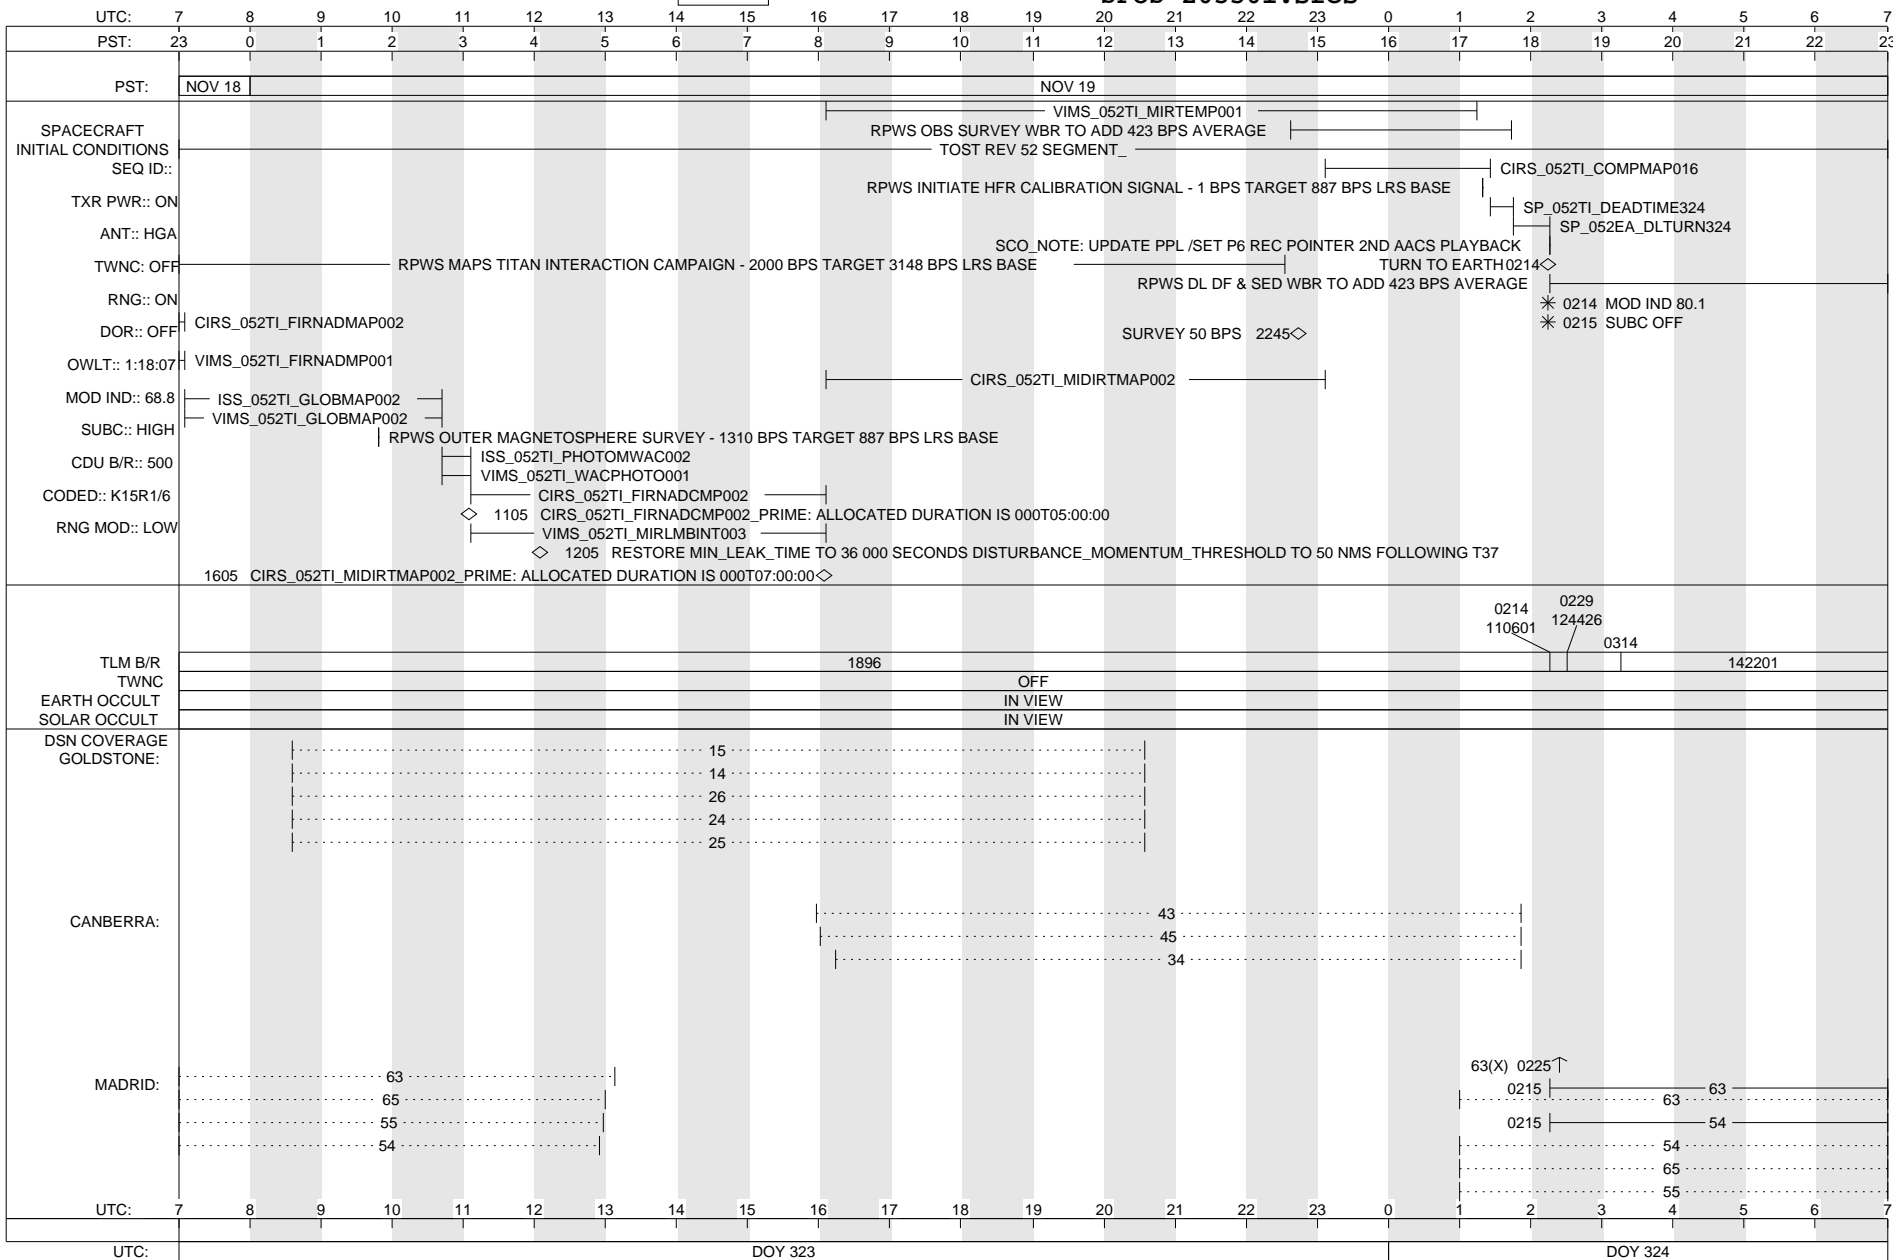 UTC: 7 8 9 10 11 12 13 14 15 16 17 18 19 20 21 22 23 0 1 2 3 4 5 6 7
PST: 23 0 1 2 3 4 5 6 7 8 9 10 11 12 13 14 15 16 17 18 19 20 21 22 23
PST: NOV 18 NOV 19
VIMS_052TI_MIRTEMP001
SPACECRAFT
INITIAL CONDITIONS
RPWS OBS SURVEY WBR TO ADD 423 BPS AVERAGE
TOST REV 52 SEGMENT_
SEQ ID::
CIRS_052TI_COMPMAP016
RPWS INITIATE HFR CALIBRATION SIGNAL - 1 BPS TARGET 887 BPS LRS BASE
TXR PWR:: ON
SP_052TI_DEADTIME324
SP_052EA_DLTURN324
ANT:: HGA
SCO_NOTE: UPDATE PPL /SET P6 REC POINTER 2ND AACS PLAYBACK
TWNC: OFF
RPWS MAPS TITAN INTERACTION CAMPAIGN - 2000 BPS TARGET 3148 BPS LRS BASE
TURN TO EARTH 0214
RPWS DL DF & SED WBR TO ADD 423 BPS AVERAGE
RNG:: ON
0214 MOD IND 80.1
CIRS_052TI_FIRNADMAP002
0215 SUBC OFF
DOR:: OFF
SURVEY 50 BPS 2245
VIMS_052TI_FIRNADMP001
OWLT:: 1:18:07
CIRS_052TI_MIDIRTMAP002
MOD IND:: 68.8
ISS_052TI_GLOBMAP002
VIMS_052TI_GLOBMAP002
SUBC:: HIGH
RPWS OUTER MAGNETOSPHERE SURVEY - 1310 BPS TARGET 887 BPS LRS BASE
ISS_052TI_PHOTOMWAC002
CDU B/R:: 500
VIMS_052TI_WACPHOTO001
CODED:: K15R1/6
CIRS_052TI_FIRNADCMP002
1105 CIRS_052TI_FIRNADCMP002_PRIME: ALLOCATED DURATION IS 000T05:00:00
RNG MOD:: LOW
VIMS_052TI_MIRLMBINT003
1205 RESTORE MIN_LEAK_TIME TO 36 000 SECONDS DISTURBANCE_MOMENTUM_THRESHOLD TO 50 NMS FOLLOWING T37
1605 CIRS_052TI_MIDIRTMAP002_PRIME: ALLOCATED DURATION IS 000T07:00:00
0214 0229
110601 124426
0314
TLM B/R 1896 142201
TWNC OFF
EARTH OCCULT IN VIEW
SOLAR OCCULT IN VIEW
DSN COVERAGE
GOLDSTONE:
15
14
26
24
25
CANBERRA:
43
45
34
MADRID:
63(X) 0225
63 0215 63
65 63
55 0215 54
54 54
65
55
UTC: 7 8 9 10 11 12 13 14 15 16 17 18 19 20 21 22 23 0 1 2 3 4 5 6 7
UTC: DOY 323 DOY 324